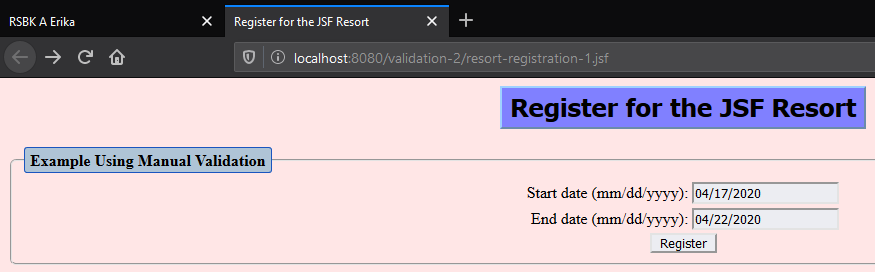 RSBK A Erika
Register for the JSF Resort
localhost:8080/validation-2/resort-registration-1.jsf
Register for the JSF Resort
Example Using Manual Validation
Start date (mm/dd/yyyy): 04/17/2020
End date (mm/dd/yyyy): 04/22/2020
Register